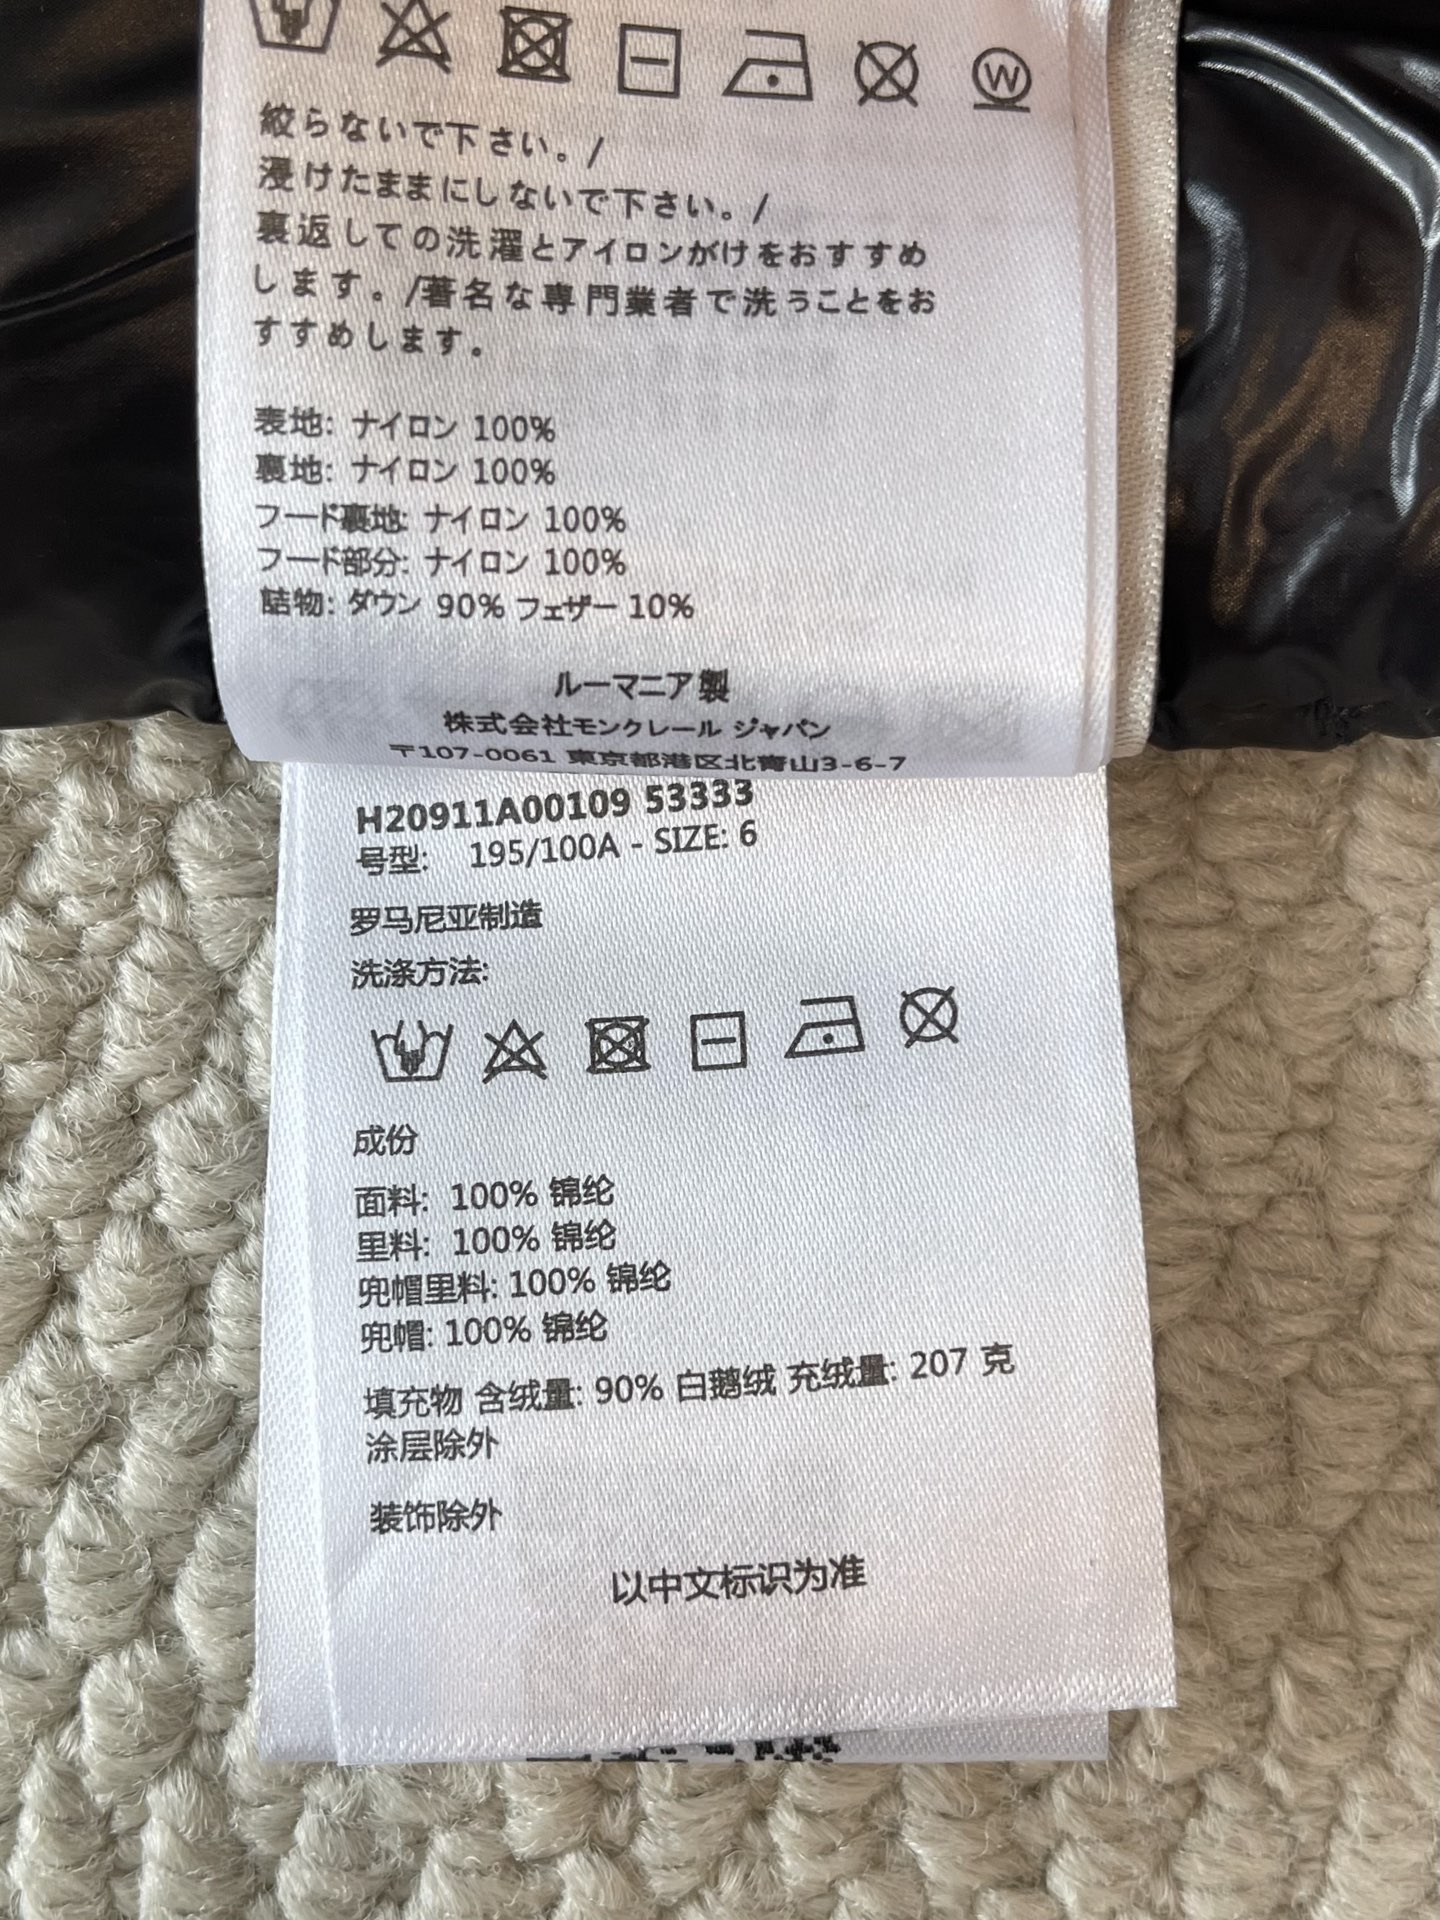 絞らないで下さい。/
浸けたままにしないで下さい。/
裏返しての洗濯とアイロンがけをおすすめ
します。/著名な専門業者で洗うことをお
すすめします。
表地: ナイロン 100%
裏地: ナイロン 100%
フード裏地: ナイロン 100%
フード部分: ナイロン 100%
詰物: ダウン 90% フェザー 10%
ルーマニア製
株式会社モンクレール ジャパン
〒107-0061 東京都港区北青山3-6-7
H20911A00109 53333
号型: 195/100A - SIZE: 6
罗马尼亚制造
洗涤方法:
成份
面料: 100% 锦纶
里料: 100% 锦纶
兜帽里料: 100% 锦纶
兜帽: 100% 锦纶
填充物 含绒量: 90% 白鹅绒 充绒量: 207 克
涂层除外
装饰除外
以中文标识为准